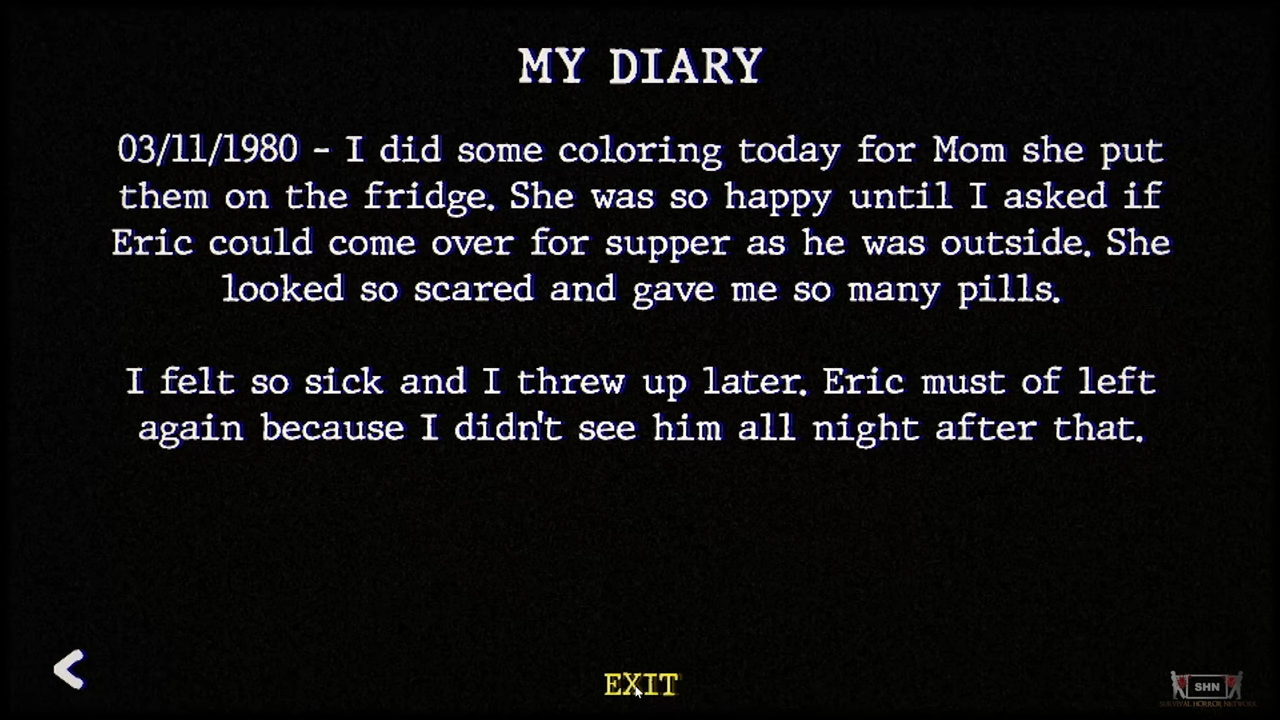 MY DIARY
03/11/1980 - I did some coloring today for Mom she put
them on the fridge. She was so happy until I asked if
Eric could come over for supper as he was outside. She
looked so scared and gave me so many pills.
I felt so sick and I threw up later. Eric must of left
again because I didn't see him all night after that.
<
EXIT
SHN
SURVIVAL HORROR NETWORK